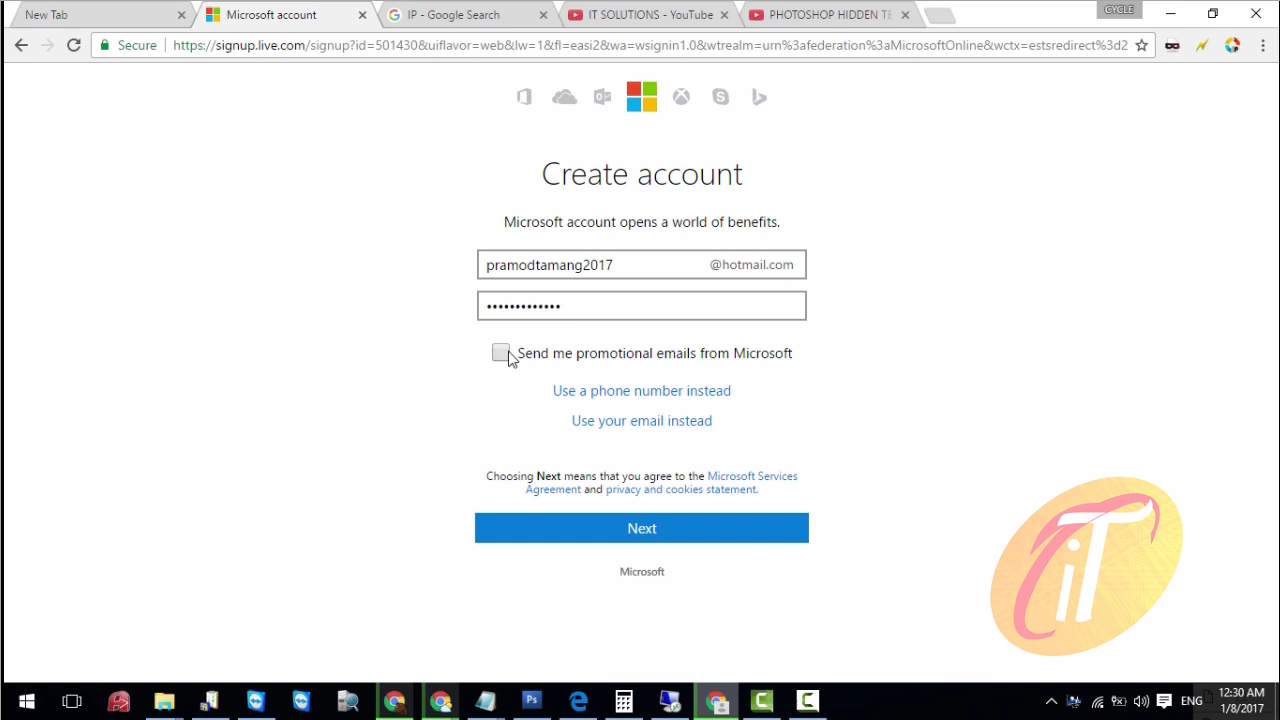 New Tab
Microsoft account
IP - Google Search
IT SOLUTIONS - YouTube
PHOTOSHOP HIDDEN TE
CYCLE
Secure
https://signup.live.com/signup?id=501430&uiflavor=web&lw=1&fl=easi2&wa=wsignin1.0&wtrealm=urn%3afederation%3aMicrosoftOnline&wctx=estsredirect%3d2
Create account
Microsoft account opens a world of benefits.
pramodtamang2017 @hotmail.com
•••••••••••••
Send me promotional emails from Microsoft
Use a phone number instead
Use your email instead
Choosing Next means that you agree to the Microsoft Services
Agreement and privacy and cookies statement.
Next
Microsoft
iT
Ps
ENG
12:30 AM
1/8/2017